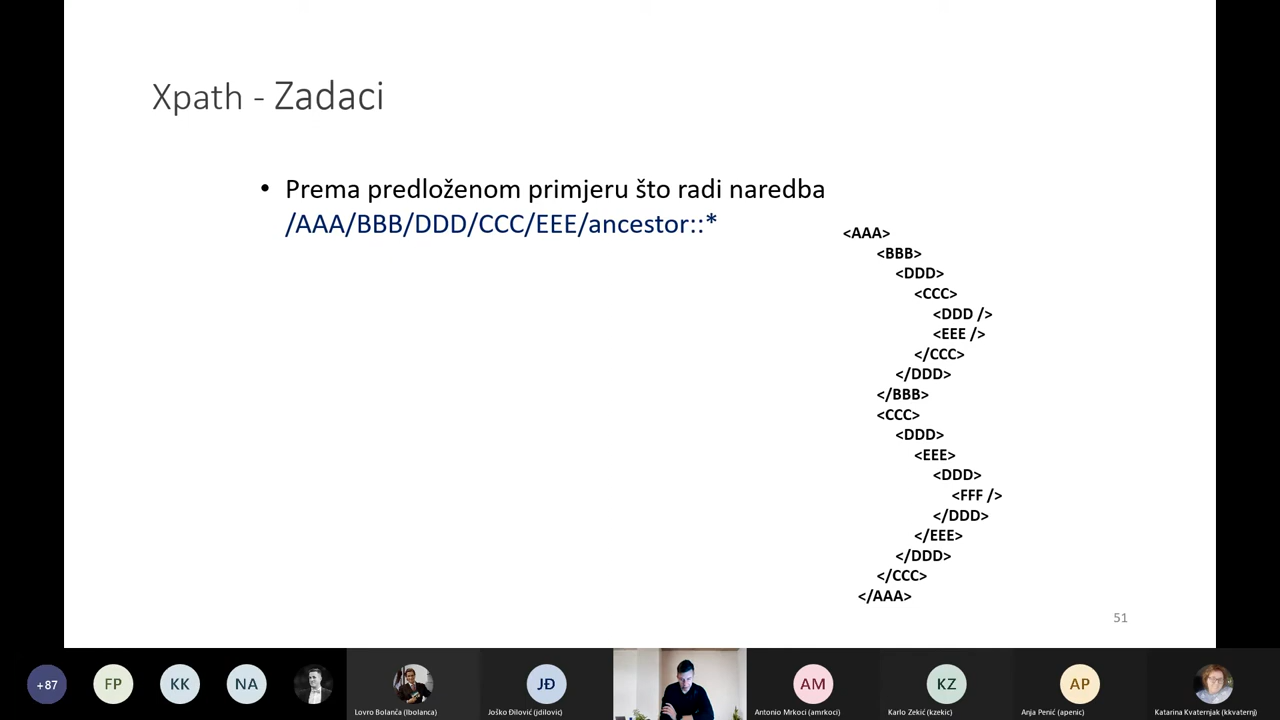 Xpath - Zadaci
• Prema predloženom primjeru što radi naredba
/AAA/BBB/DDD/CCC/EEE/ancestor::*
<AAA>
<BBB>
<DDD>
<CCC>
<DDD />
<EEE />
</CCC>
</DDD>
</BBB>
<CCC>
<DDD>
<EEE>
<DDD>
<FFF />
</DDD>
</EEE>
</DDD>
</CCC>
</AAA>
51
+87
FP
KK
NA
JĐ
AM
KZ
AP
Lovro Bolanča (lbolanca)
Joško Đilović (jdilovic)
Antonio Mrkoci (amrkoci)
Karlo Zekić (kzekic)
Anja Penić (apenic)
Katarina Kvaternjak (kkvaternj)